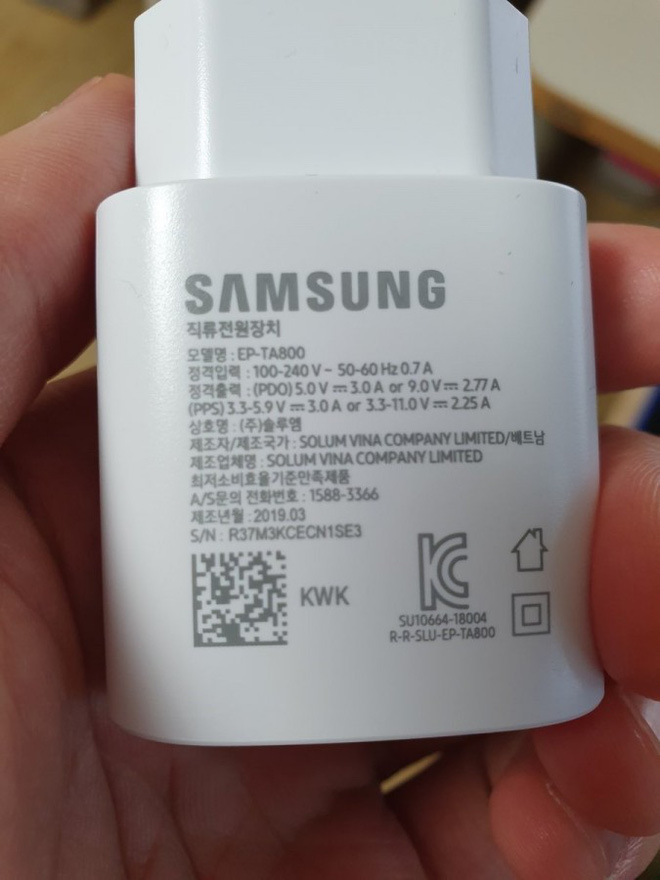 SAMSUNG
직류전원장치
모델명 : EP-TA800
정격입력 : 100-240 V ~ 50-60 Hz 0.7 A
정격출력 : (PDO) 5.0 V ⎓ 3.0 A or 9.0 V ⎓ 2.77 A
(PPS) 3.3-5.9 V ⎓ 3.0 A or 3.3-11.0 V ⎓ 2.25 A
상호명 : (주)솔루엠
제조자/제조국가 : SOLUM VINA COMPANY LIMITED/베트남
제조업체명 : SOLUM VINA COMPANY LIMITED
최저소비효율기준만족제품
A/S문의 전화번호 : 1588-3366
제조년월 : 2019.03
S/N : R37M3KCECN1SE3
KWK
KC
SU10664-18004
R-R-SLU-EP-TA800